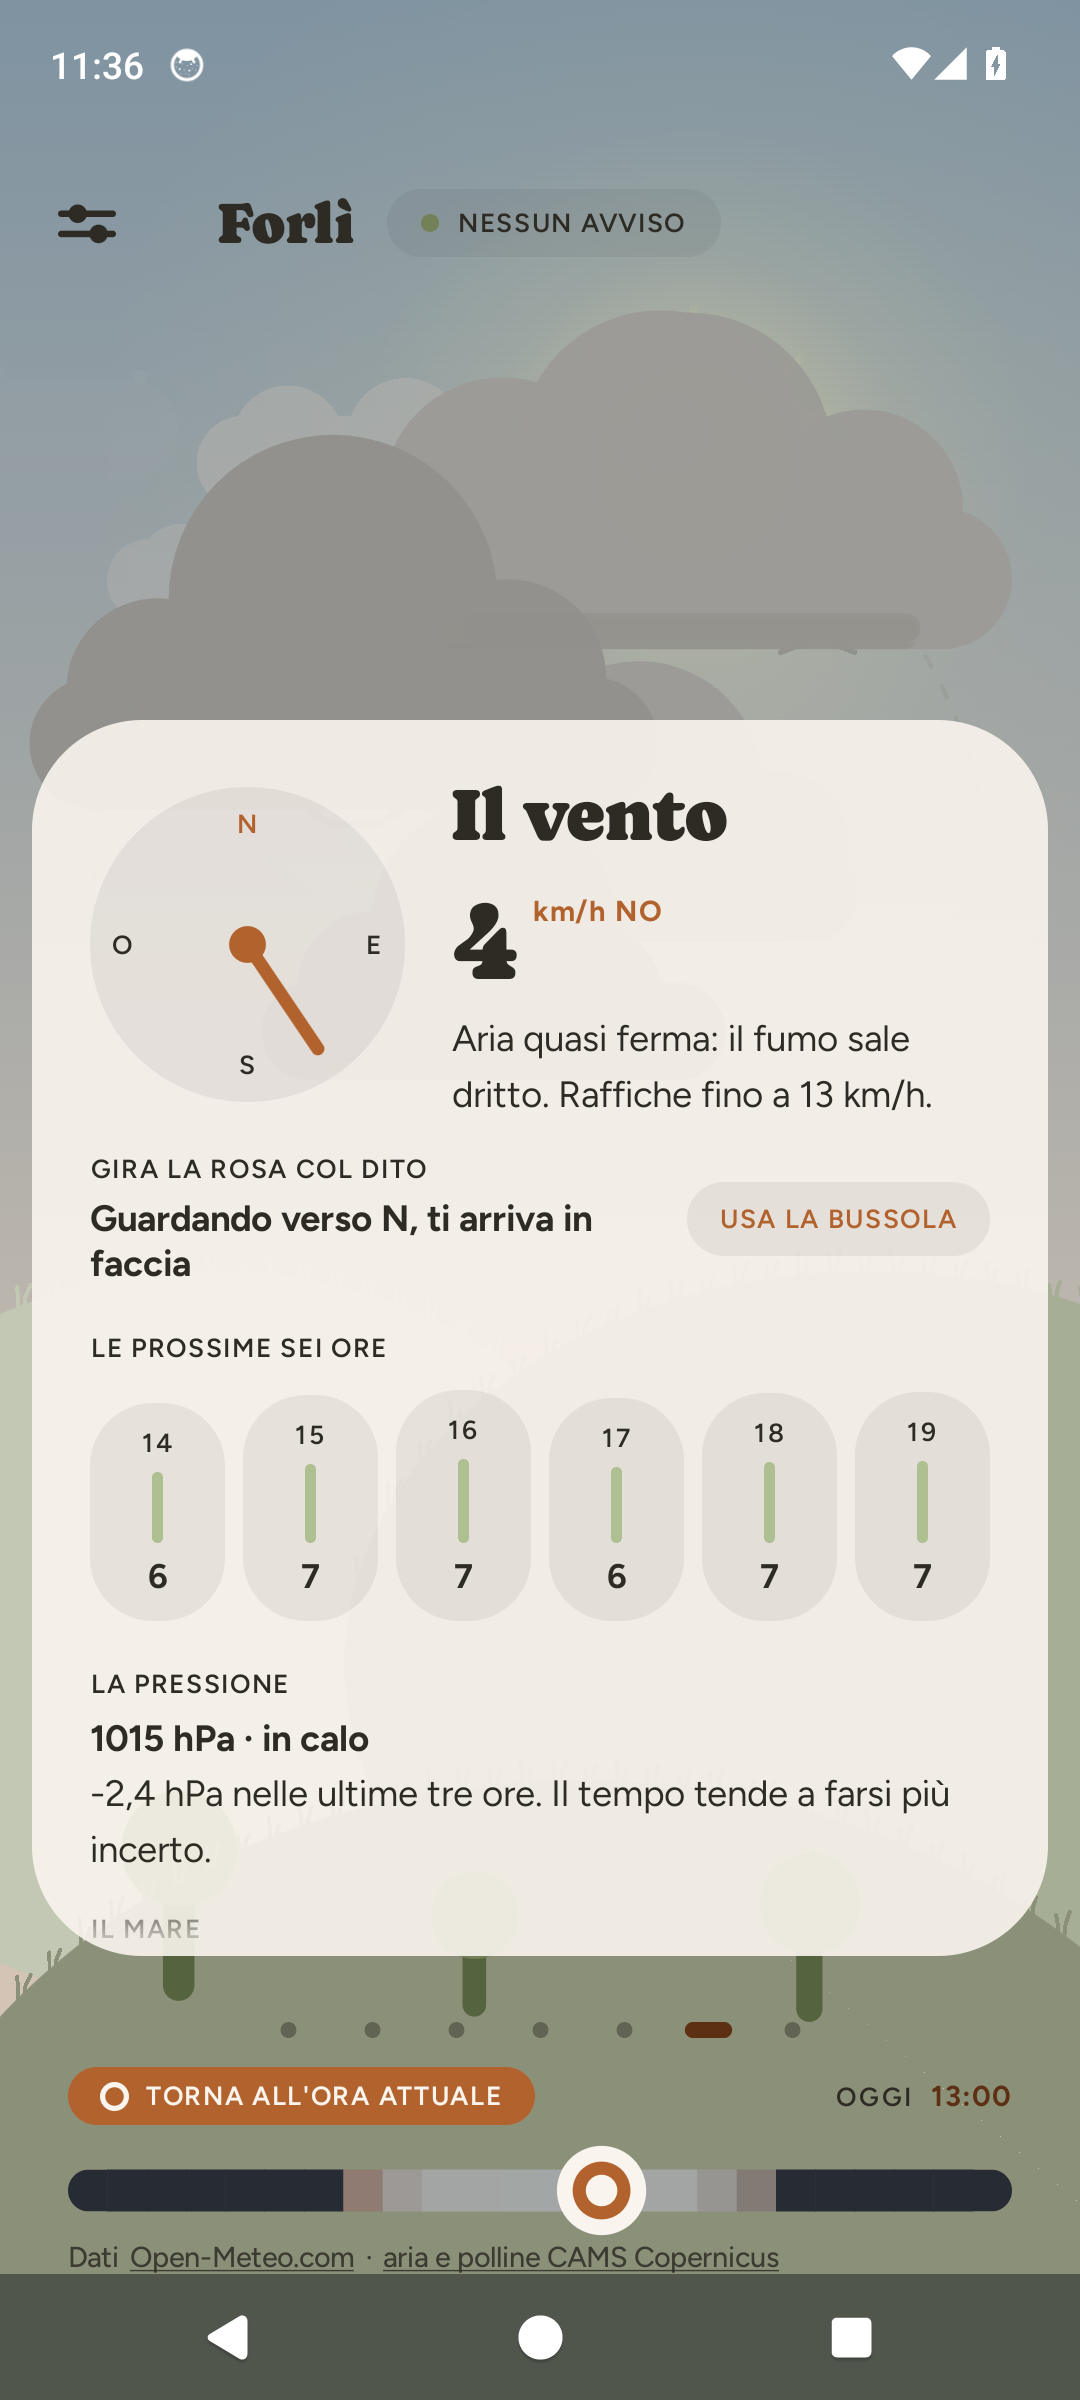 11:36
Forlì
NESSUN AVVISO
Il vento
N
O
E
S
4 km/h NO
Aria quasi ferma: il fumo sale
dritto. Raffiche fino a 13 km/h.
GIRA LA ROSA COL DITO
Guardando verso N, ti arriva in
faccia
USA LA BUSSOLA
LE PROSSIME SEI ORE
14 15 16 17 18 19
6 7 7 6 7 7
LA PRESSIONE
1015 hPa · in calo
-2,4 hPa nelle ultime tre ore. Il tempo tende a farsi più
incerto.
IL MARE
TORNA ALL'ORA ATTUALE
OGGI 13:00
Dati Open-Meteo.com · aria e polline CAMS Copernicus